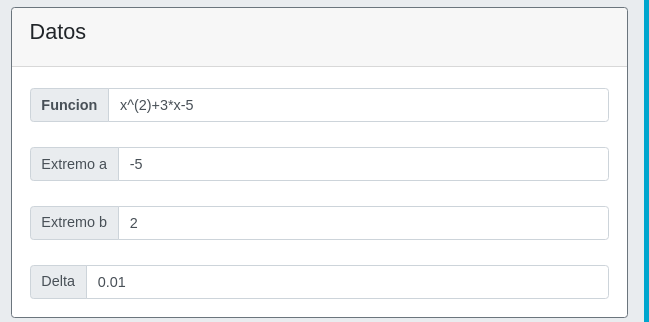 Datos
Funcion x^(2)+3*x-5
Extremo a -5
Extremo b 2
Delta 0.01